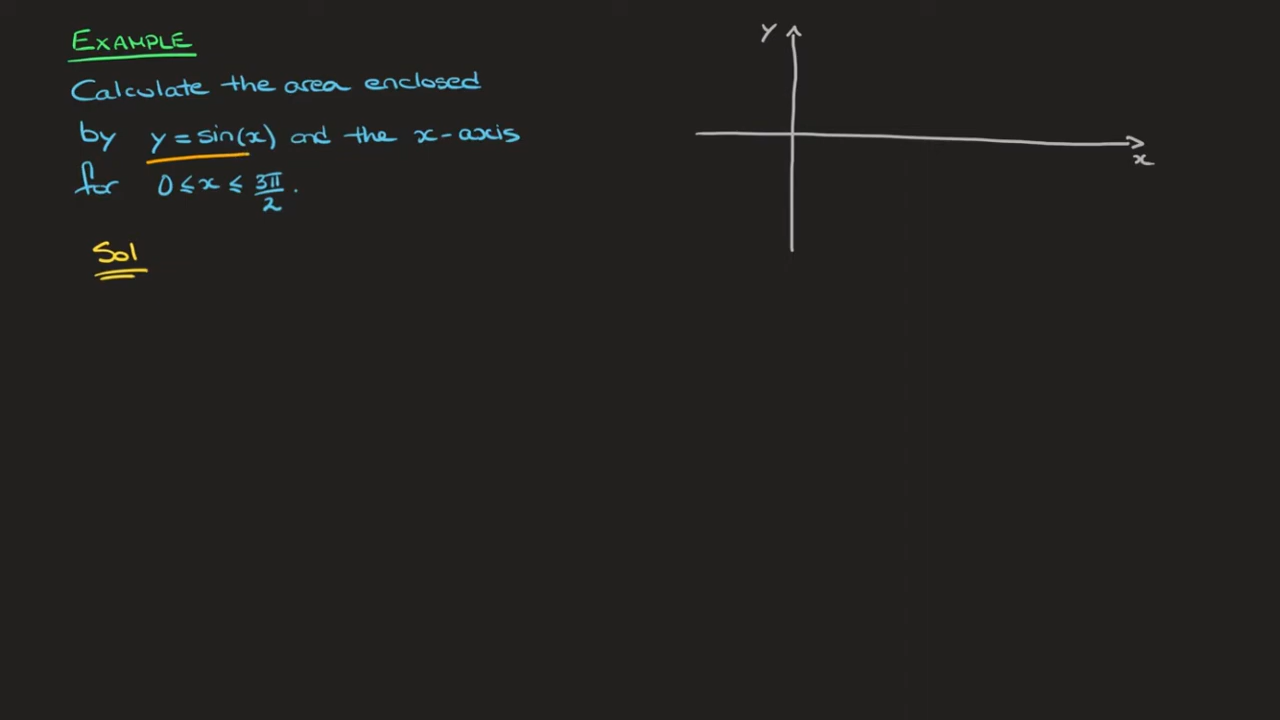 EXAMPLE
Calculate the area enclosed
by y = sin(x) and the x-axis
for 0 ≤ x ≤ 3π/2 .
Sol
y
x